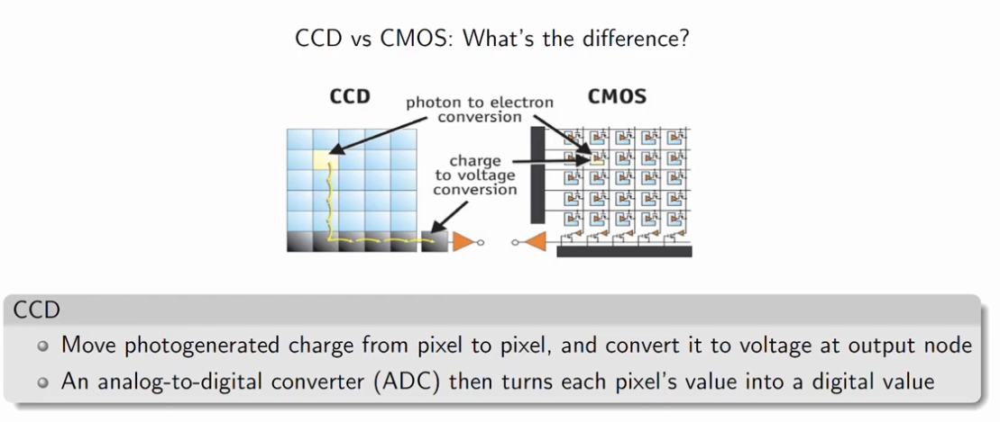 CCD vs CMOS: What's the difference?
CCD
photon to electron
conversion
CMOS
charge
to voltage
conversion
CCD
Move photogenerated charge from pixel to pixel, and convert it to voltage at output node
An analog-to-digital converter (ADC) then turns each pixel's value into a digital value